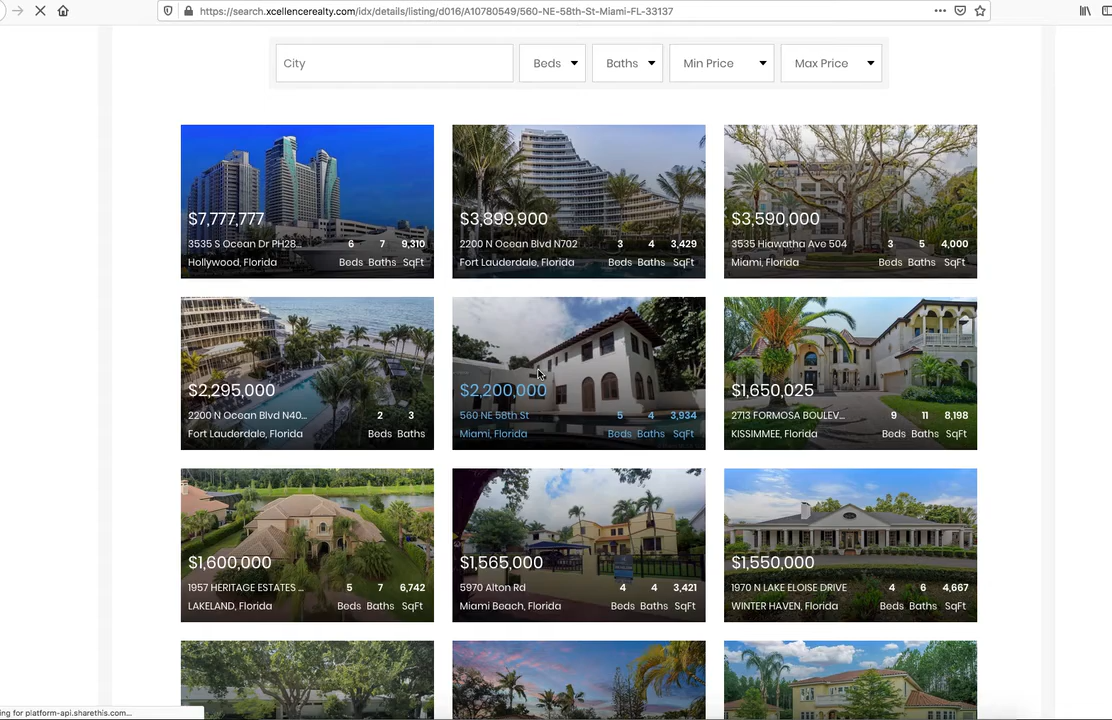 https://search.xcellencerealty.com/idx/details/listing/d016/A10780549/560-NE-58th-St-Miami-FL-33137
City
Beds
Baths
Min Price
Max Price
$7,777,777
3535 S Ocean Dr PH28... 6 7 9,310
Hollywood, Florida Beds Baths SqFt
$3,899,900
2200 N Ocean Blvd N702 3 4 3,429
Fort Lauderdale, Florida Beds Baths SqFt
$3,590,000
3535 Hiawatha Ave 504 3 5 4,000
Miami, Florida Beds Baths SqFt
$2,295,000
2200 N Ocean Blvd N40... 2 3
Fort Lauderdale, Florida Beds Baths
$2,200,000
560 NE 58th St 5 4 3,934
Miami, Florida Beds Baths SqFt
$1,650,025
2713 FORMOSA BOULEV... 9 11 8,198
KISSIMMEE, Florida Beds Baths SqFt
$1,600,000
1957 HERITAGE ESTATES ... 5 7 6,742
LAKELAND, Florida Beds Baths SqFt
$1,565,000
5970 Alton Rd 4 4 3,421
Miami Beach, Florida Beds Baths SqFt
$1,550,000
1970 N LAKE ELOISE DRIVE 4 6 4,667
WINTER HAVEN, Florida Beds Baths SqFt
ing for platform-api.sharethis.com...